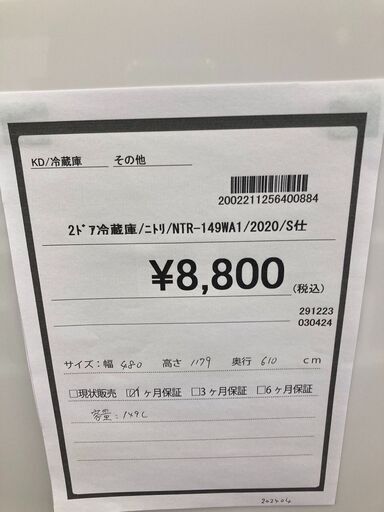 KD/冷蔵庫 その他
2002211256400884
2ﾄﾞｱ冷蔵庫/ﾆﾄﾘ/NTR-149WA1/2020/S仕
¥8,800(税込)
291223
030424
サイズ:幅 480 高さ 1179 奥行 610 cm
□現状販売 ☑1ヶ月保証 □3ヶ月保証 □6ヶ月保証
容量:149L